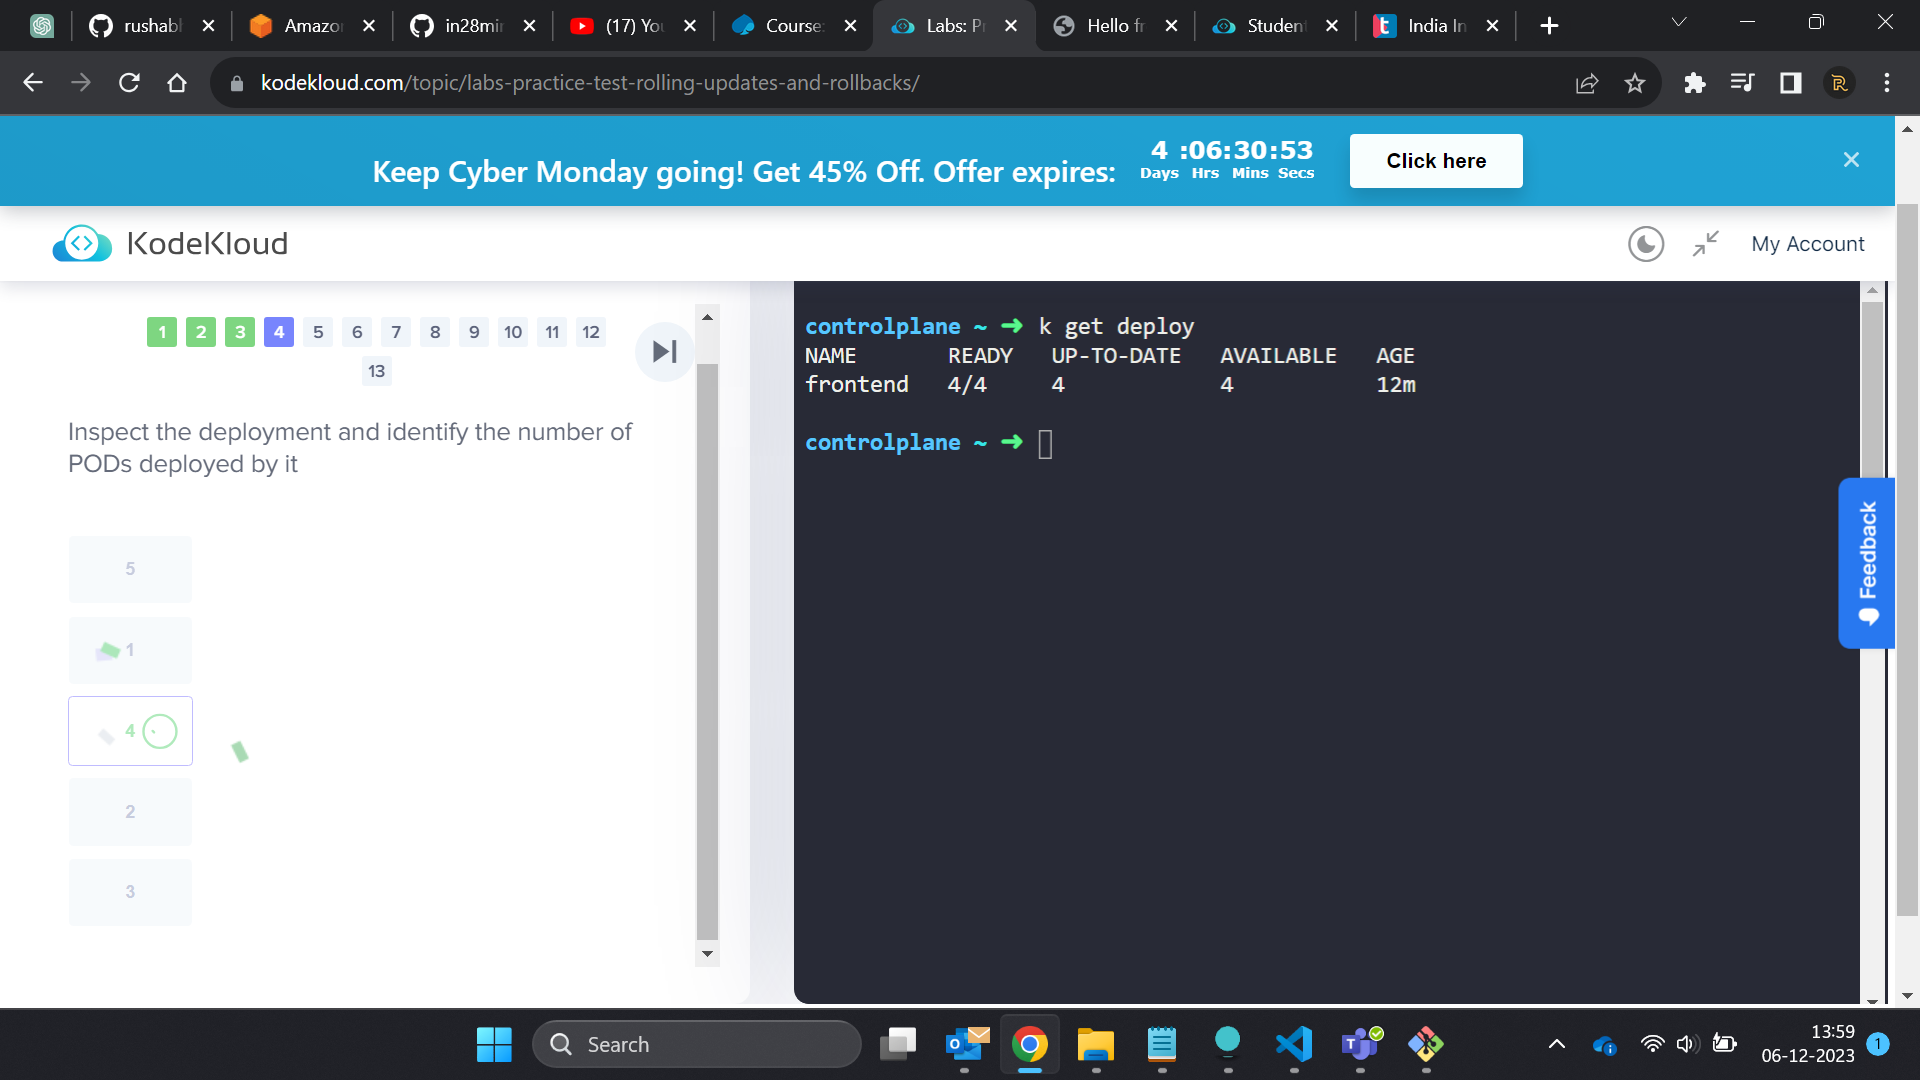 rushabh
Amazon
in28min
(17) You
Course:
Labs: Pr
Hello fr
Student
India In
kodekloud.com/topic/labs-practice-test-rolling-updates-and-rollbacks/
Keep Cyber Monday going! Get 45% Off. Offer expires:
4 :06:30:53
Days Hrs Mins Secs
Click here
KodeKloud
My Account
1 2 3 4 5 6 7 8 9 10 11 12
13
Inspect the deployment and identify the number of
PODs deployed by it
5
1
4
2
3
controlplane ~ ➜ k get deploy
NAME READY UP-TO-DATE AVAILABLE AGE
frontend 4/4 4 4 12m
controlplane ~ ➜
Feedback
Search
13:59
06-12-2023
1